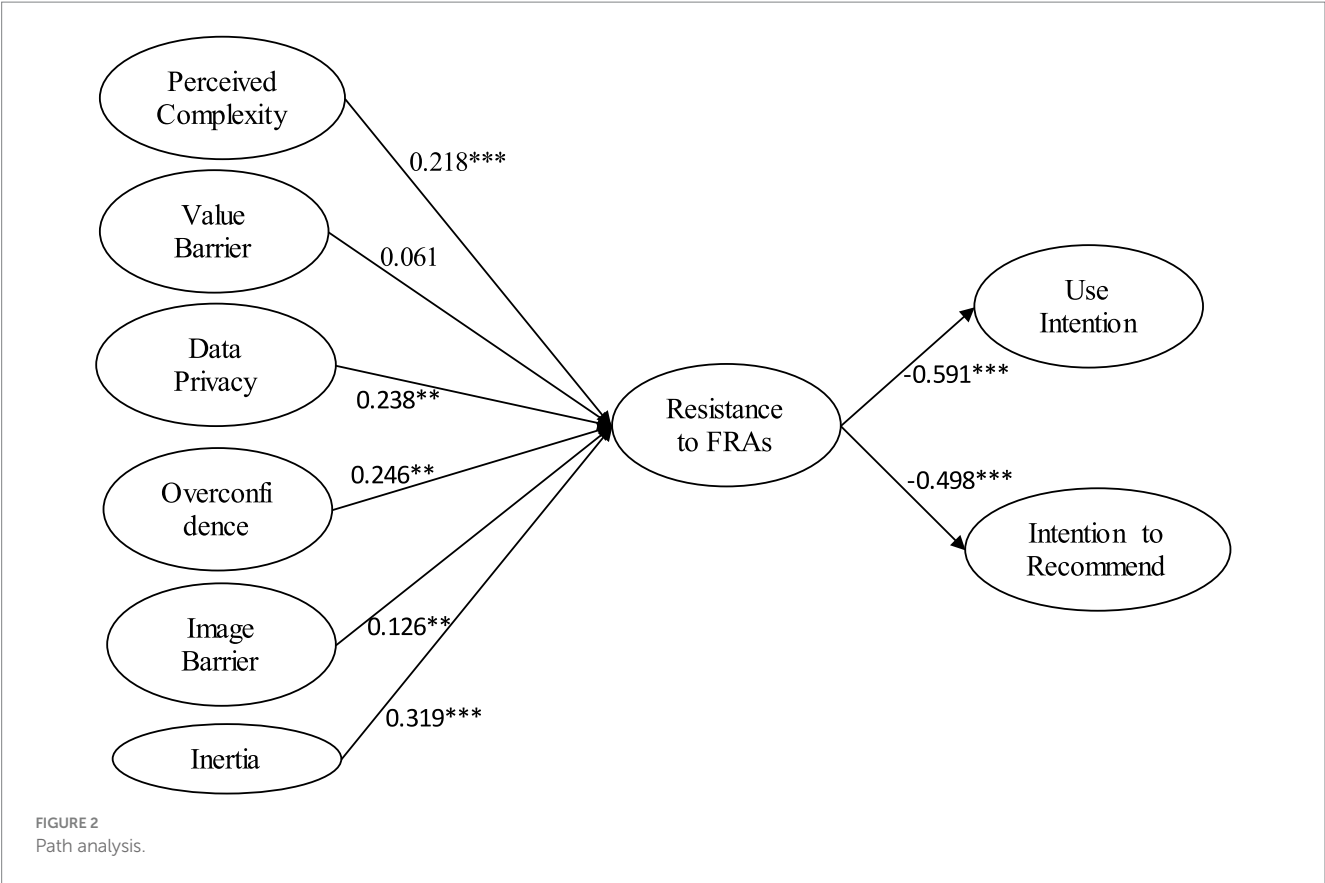 Perceived
Complexity
0.218***
Value
Barrier
0.061
Data
Privacy
0.238**
Overconfi
dence
0.246**
Image
Barrier
0.126**
Inertia
0.319***
Resistance
to FRAs
Use
Intention
-0.591***
-0.498***
Intention to
Recommend
FIGURE 2
Path analysis.